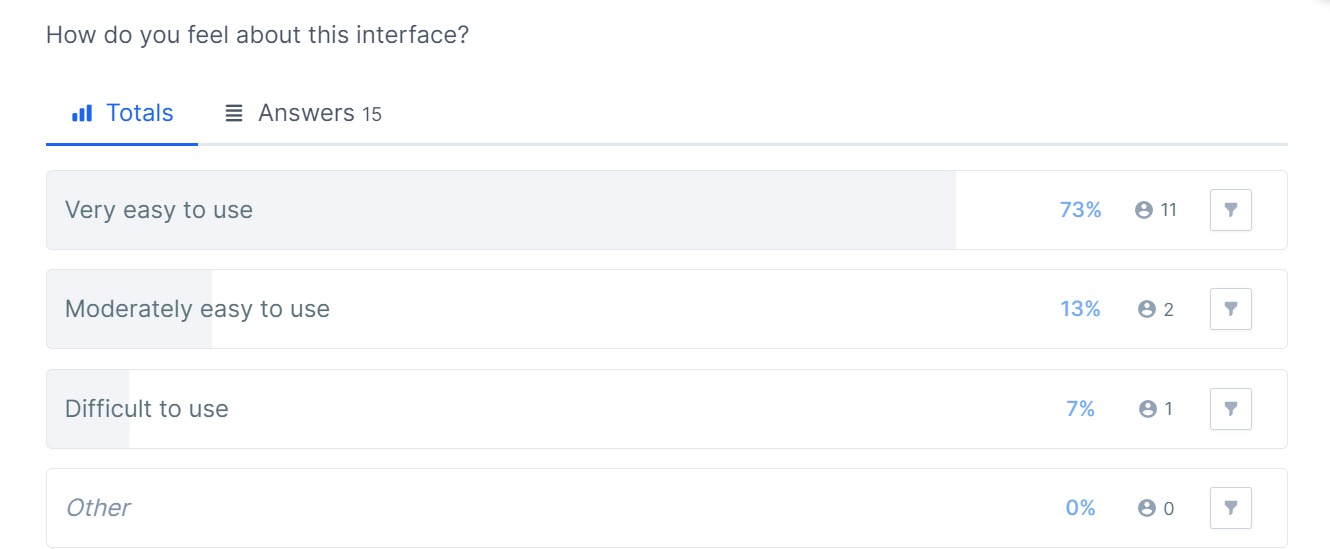 How do you feel about this interface?
Totals Answers 15
Very easy to use 73% 11
Moderately easy to use 13% 2
Difficult to use 7% 1
Other 0% 0